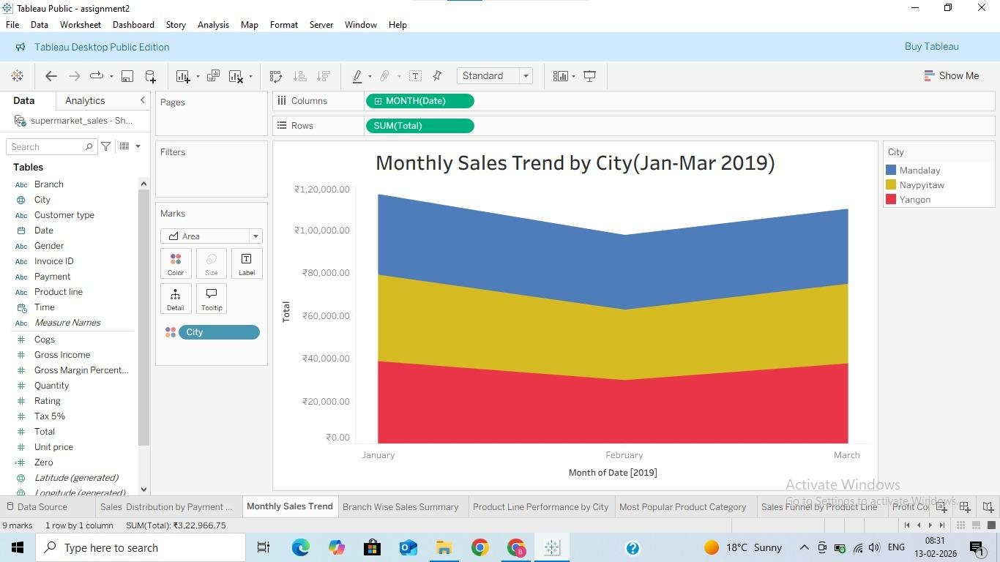 Tableau Public - assignment2
File Data Worksheet Dashboard Story Analysis Map Format Server Window Help
Tableau Desktop Public Edition
Buy Tableau
Standard
Show Me
Data Analytics
supermarket_sales - Sh...
Search
Tables
Abc Branch
City
Abc Customer type
Date
Abc Gender
Abc Invoice ID
Abc Payment
Abc Product line
Time
Abc Measure Names
Cogs
Gross Income
Gross Margin Percent...
Quantity
Rating
Tax 5%
Total
Unit price
Zero
Latitude (generated)
Longitude (generated)
Pages
Filters
Marks
Area
Color Size Label
Detail Tooltip
City
Columns MONTH(Date)
Rows SUM(Total)
Monthly Sales Trend by City(Jan-Mar 2019)
₹1,20,000.00
₹1,00,000.00
₹80,000.00
₹60,000.00
₹40,000.00
₹20,000.00
₹0.00
Total
January February March
Month of Date [2019]
City
Mandalay
Naypyitaw
Yangon
Activate Windows
Go to Settings to activate Windows.
Data Source Sales Distribution by Payment ... Monthly Sales Trend Branch Wise Sales Summary Product Line Performance by City Most Popular Product Category Sales Funnel by Product Line Profit Co
9 marks 1 row by 1 column SUM(Total): ₹3,22,966.75
Type here to search
18°C Sunny
ENG
08:31
13-02-2026
1